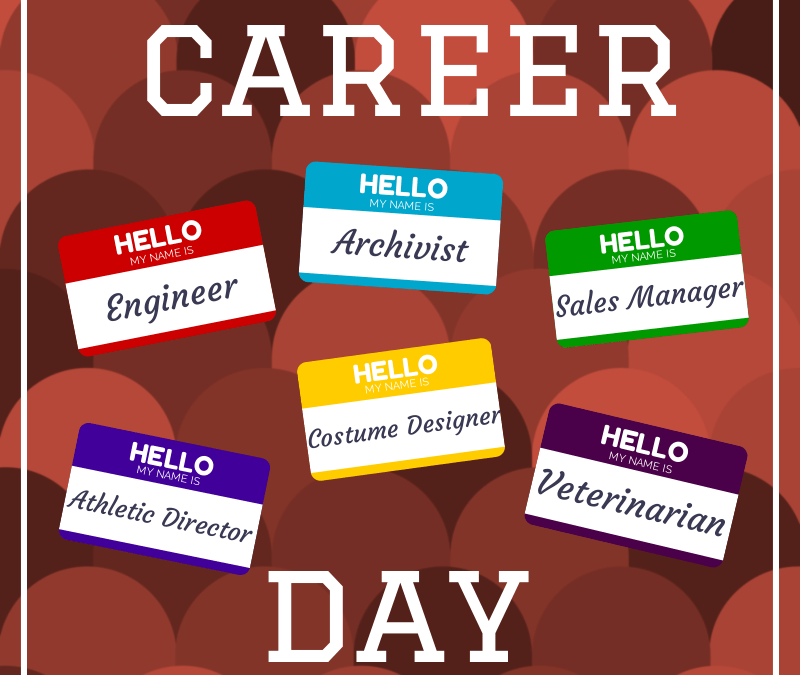 CAREER
HELLO
MY NAME IS
Engineer
HELLO
MY NAME IS
Archivist
HELLO
MY NAME IS
Sales Manager
HELLO
MY NAME IS
Costume Designer
HELLO
MY NAME IS
Athletic Director
HELLO
MY NAME IS
Veterinarian
DAY